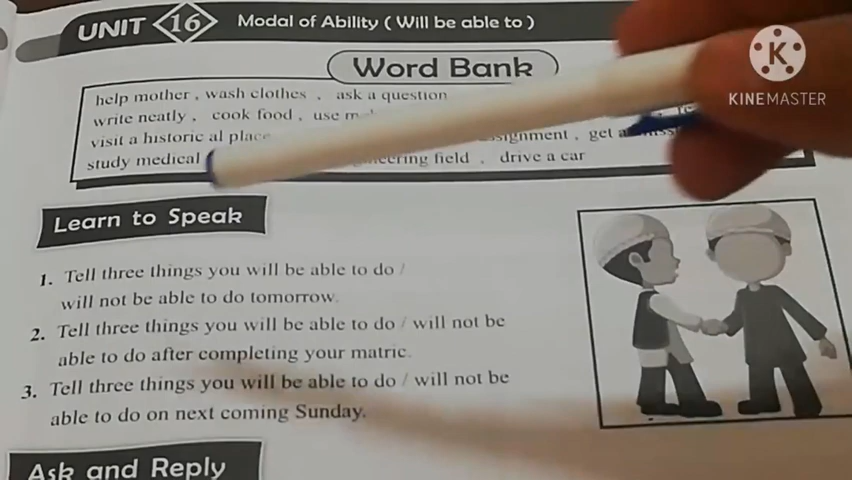 UNIT 16 Modal of Ability ( Will be able to )
Word Bank
help mother , wash clothes , ask a question
write neatly , cook food , use
visit a historic al place assignment , get
study medical field , drive a car
Learn to Speak
1. Tell three things you will be able to do /
will not be able to do tomorrow.
2. Tell three things you will be able to do / will not be
able to do after completing your matric.
3. Tell three things you will be able to do / will not be
able to do on next coming Sunday.
Ask and Reply
K
KINEMASTER